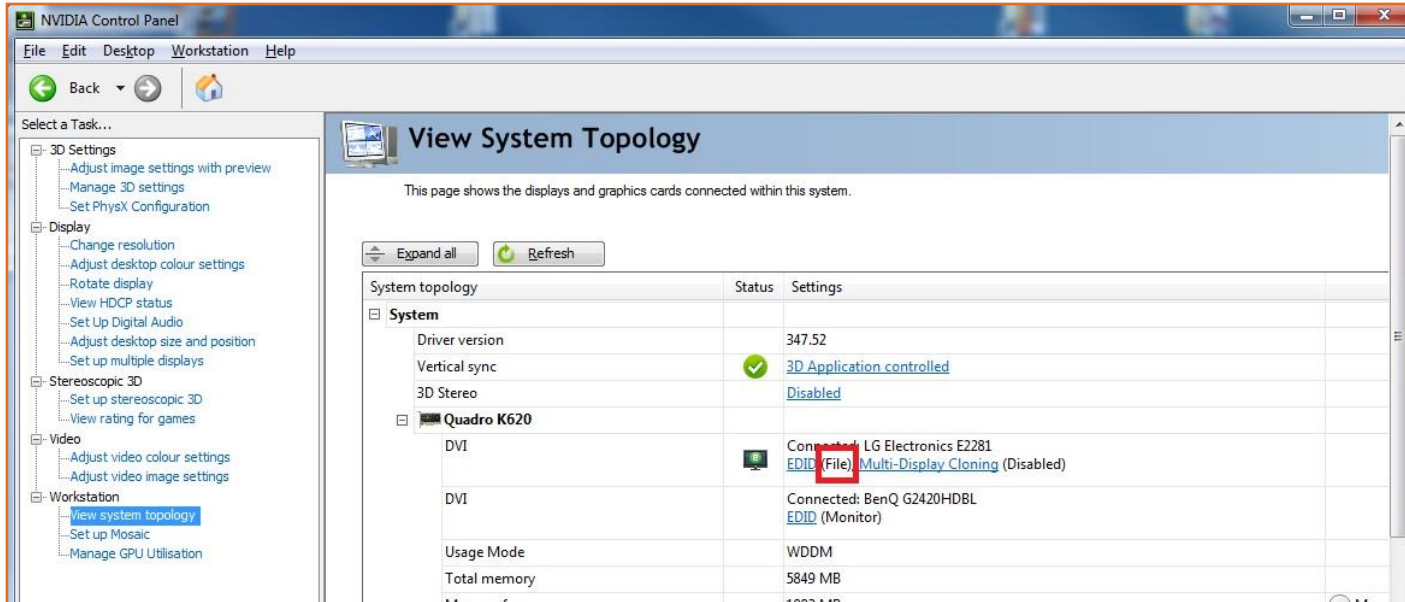 NVIDIA Control Panel
File Edit Desktop Workstation Help
Back
Select a Task...
3D Settings
Adjust image settings with preview
Manage 3D settings
Set PhysX Configuration
Display
Change resolution
Adjust desktop colour settings
Rotate display
View HDCP status
Set Up Digital Audio
Adjust desktop size and position
Set up multiple displays
Stereoscopic 3D
Set up stereoscopic 3D
View rating for games
Video
Adjust video colour settings
Adjust video image settings
Workstation
View system topology
Set up Mosaic
Manage GPU Utilisation
View System Topology
This page shows the displays and graphics cards connected within this system.
Expand all Refresh
System topology Status Settings
System
Driver version 347.52
Vertical sync 3D Application controlled
3D Stereo Disabled
Quadro K620
DVI Connected: LG Electronics E2281
EDID (File), Multi-Display Cloning (Disabled)
DVI Connected: BenQ G2420HDBL
EDID (Monitor)
Usage Mode WDDM
Total memory 5849 MB